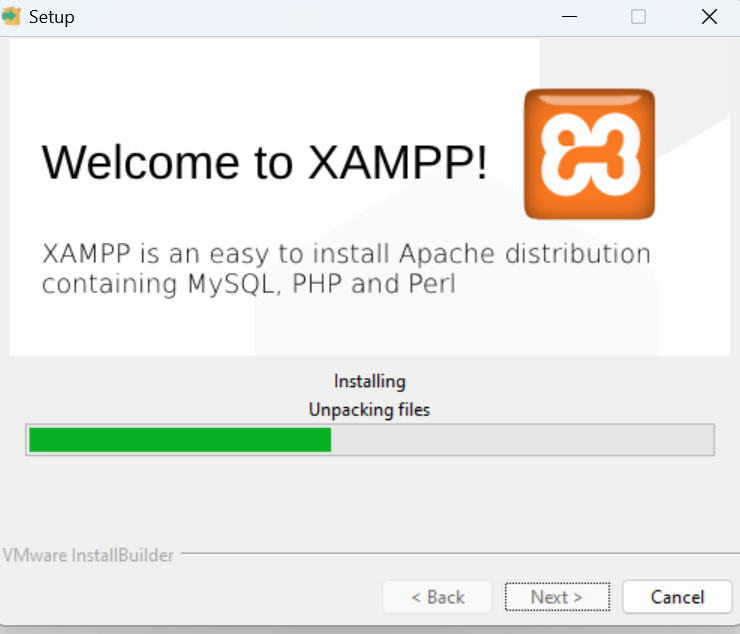 Setup
Welcome to XAMPP!
XAMPP is an easy to install Apache distribution
containing MySQL, PHP and Perl
Installing
Unpacking files
VMware InstallBuilder
< Back
Next >
Cancel